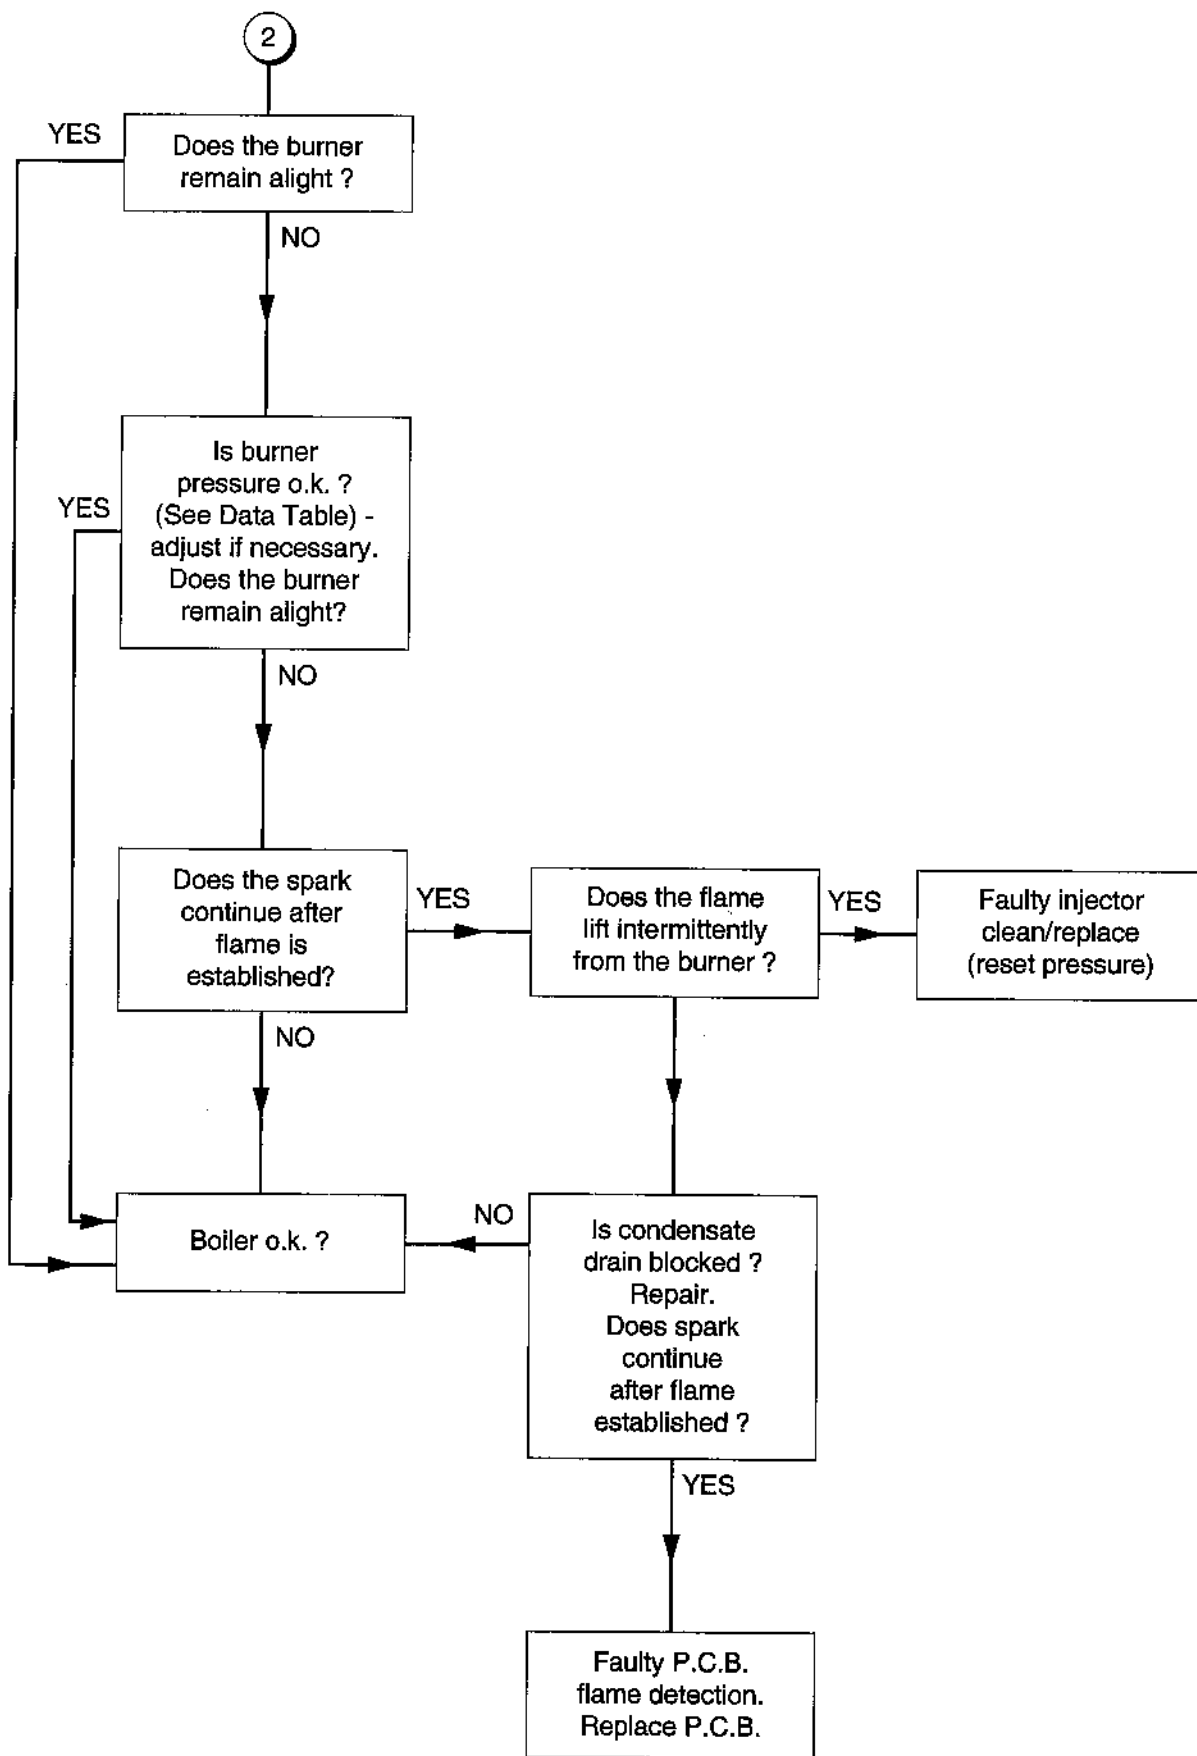 2
YES
Does the burner
remain alight ?
NO
Is burner
pressure o.k. ?
(See Data Table) -
adjust if necessary.
Does the burner
remain alight?
YES
NO
Does the spark
continue after
flame is
established?
YES
Does the flame
lift intermittently
from the burner ?
YES
Faulty injector
clean/replace
(reset pressure)
NO
Boiler o.k. ?
NO
Is condensate
drain blocked ?
Repair.
Does spark
continue
after flame
established ?
YES
Faulty P.C.B.
flame detection.
Replace P.C.B.